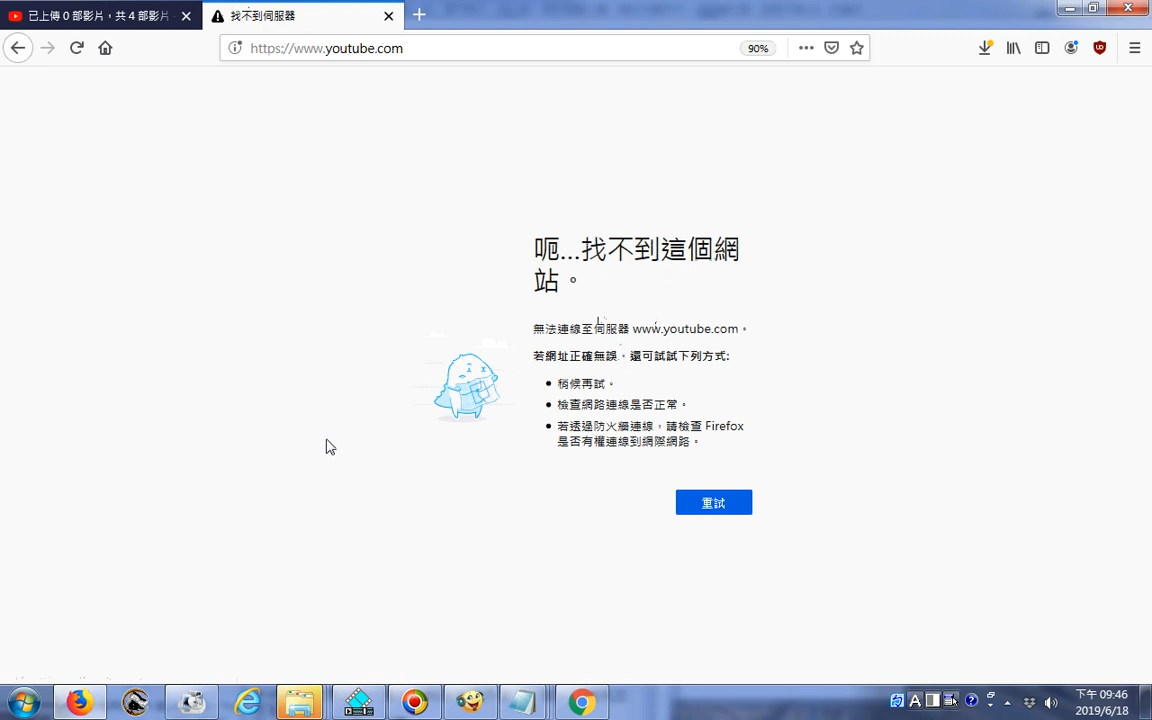 已上傳 0 部影片，共 4 部影片
找不到伺服器
https://www.youtube.com
90%
呃...找不到這個網
站。
無法連線至伺服器 www.youtube.com。
若網址正確無誤，還可試試下列方式:
稍候再試。
檢查網路連線是否正常。
若透過防火牆連線，請檢查 Firefox
是否有權連線到網際網路。
重試
下午 09:46
2019/6/18